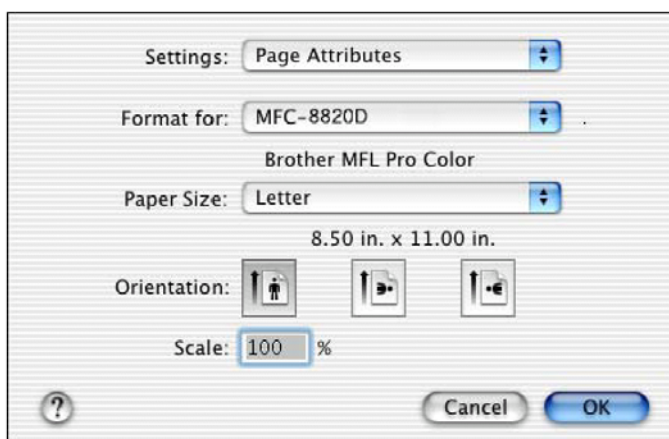 Settings: Page Attributes
Format for: MFC-8820D
Brother MFL Pro Color
Paper Size: Letter
8.50 in. x 11.00 in.
Orientation:
Scale: 100 %
? Cancel OK